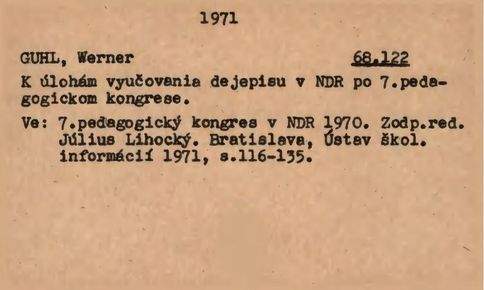 1971
GUHL, Werner 68.122
K úlohám vyučovania dejepisu v NDR po 7.peda-
gogickom kongrese.
Ve: 7.pedagogický kongres v NDR 1970. Zodp.red.
Július Lihocký. Bratislava, Ústav škol.
informácií 1971, s.116-135.